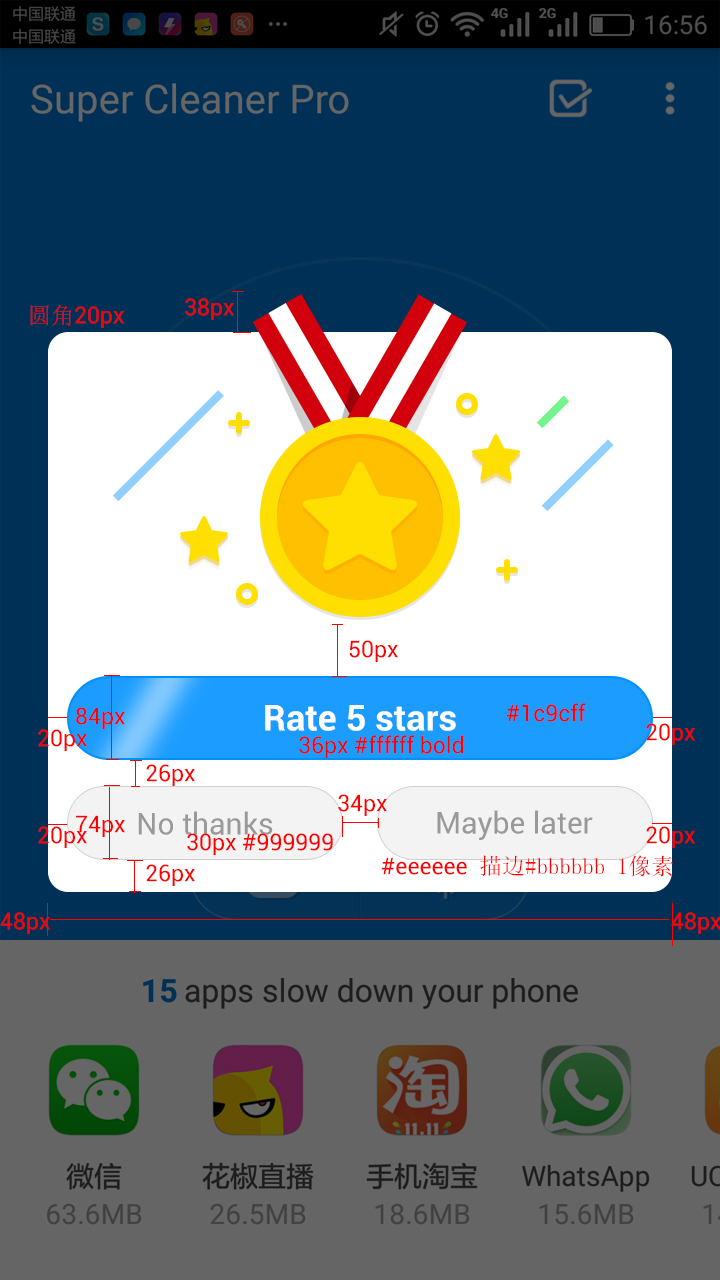 中国联通
中国联通
4G
2G
16:56
Super Cleaner Pro
38px
圆角20px
50px
84px
Rate 5 stars
#1c9cff
20px
20px
36px #ffffff bold
26px
34px
74px
No thanks
Maybe later
20px
20px
30px #999999
26px
#eeeeee 描边#bbbbbb 1像素
48px
48px
15 apps slow down your phone
微信
花椒直播
手机淘宝
WhatsApp
UC
63.6MB
26.5MB
18.6MB
15.6MB
淘
11.11